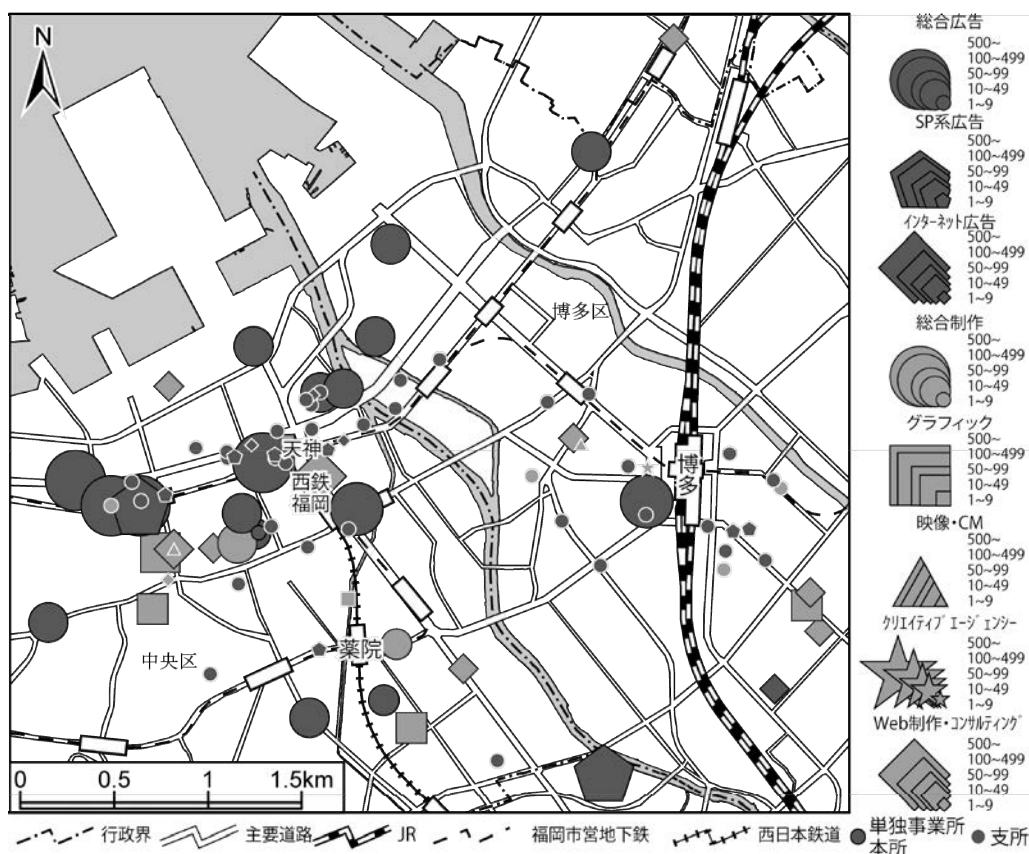 N
博多区
天神
西鉄
福岡
博多
薬院
中央区
0 0.5 1 1.5km
総合広告
500~
100~499
50~99
10~49
1~9
SP系広告
500~
100~499
50~99
10~49
1~9
インターネット広告
500~
100~499
50~99
10~49
1~9
総合制作
500~
100~499
50~99
10~49
1~9
グラフィック
500~
100~499
50~99
10~49
1~9
映像・CM
500~
100~499
50~99
10~49
1~9
クリエイティブエージェンシー
500~
100~499
50~99
10~49
1~9
Web制作・コンサルティング
500~
100~499
50~99
10~49
1~9
行政界 主要道路 JR 福岡市営地下鉄 西日本鉄道 単独事業所 支所
本所